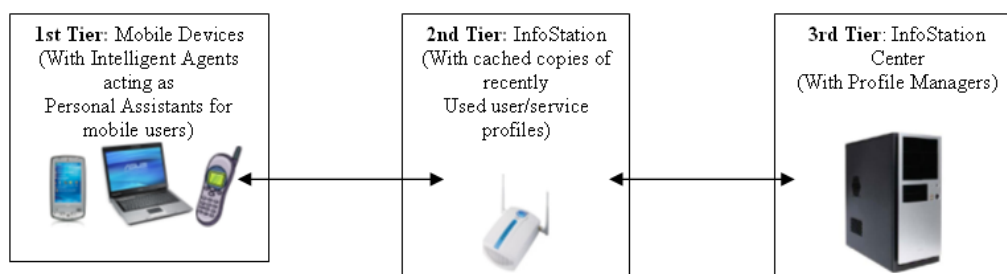 1st Tier: Mobile Devices
(With Intelligent Agents
acting as
Personal Assistants for
mobile users)
2nd Tier: InfoStation
(With cached copies of
recently
Used user/service
profiles)
3rd Tier: InfoStation
Center
(With Profile Managers)